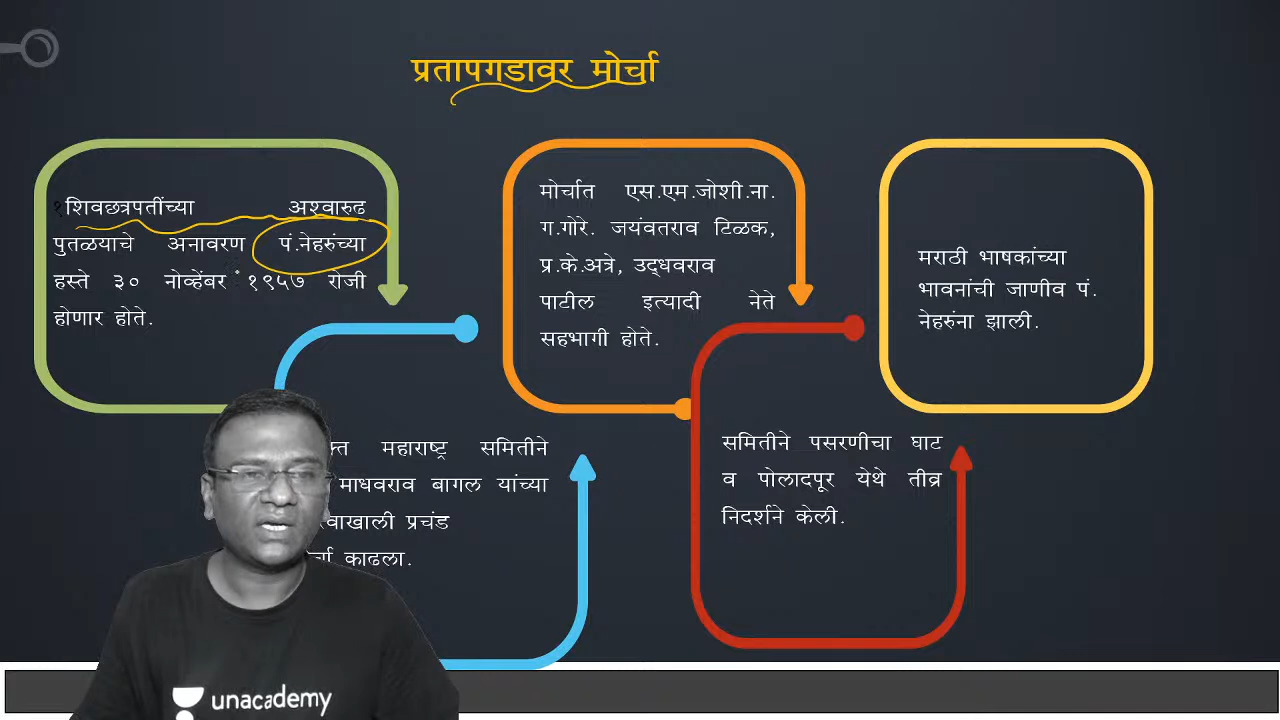 प्रतापगडावर मोर्चा
१शिवछत्रपतींच्या अश्वारुढ
पुतळयाचे अनावरण पं.नेहरुंच्या
हस्ते ३० नोव्हेंबर १९५७ रोजी
होणार होते.
महाराष्ट्र समितीने
माधवराव बागल यांच्या
प्रचंड
काढला.
मोर्चात एस.एम.जोशी.ना.
ग.गोरे. जयंवतराव टिळक,
प्र.के.अत्रे, उद्धवराव
पाटील इत्यादी नेते
सहभागी होते.
समितीने पसरणीचा घाट
व पोलादपूर येथे तीव्र
निदर्शने केली.
मराठी भाषकांच्या
भावनांची जाणीव पं.
नेहरुंना झाली.
unacademy